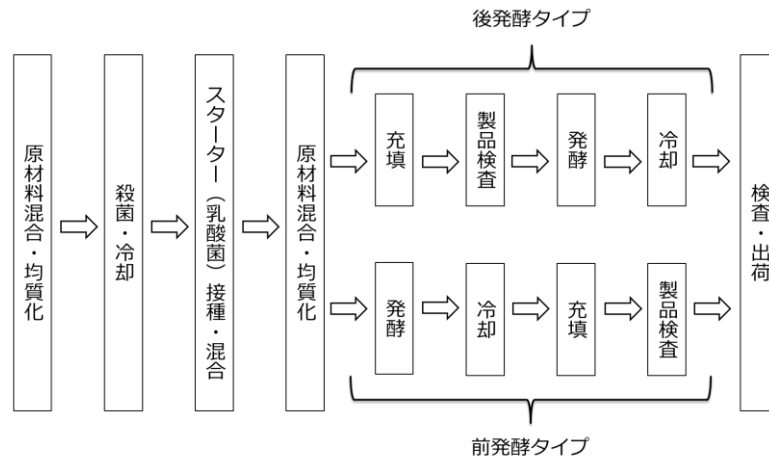 後発酵タイプ
原材料混合・均質化
殺菌・冷却
スターター（乳酸菌）接種・混合
原材料混合・均質化
充填
製品検査
発酵
冷却
発酵
冷却
充填
製品検査
検査・出荷
前発酵タイプ